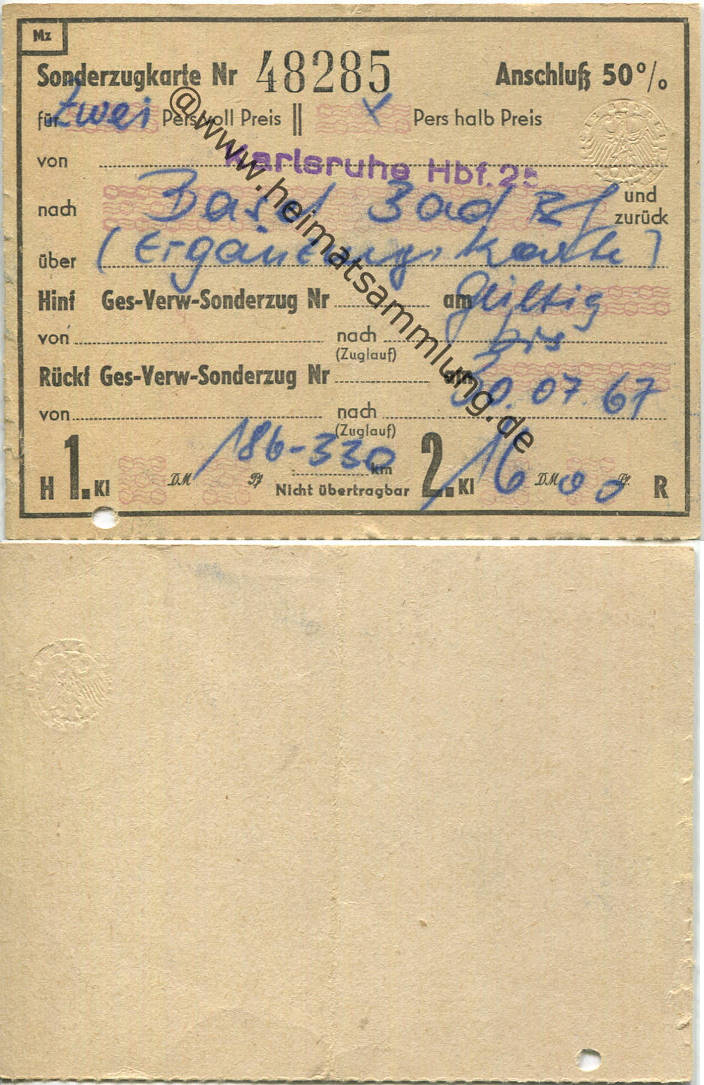 Mz
Sonderzugkarte Nr 48285 Anschluß 50%
für Zwei Pers voll Preis || X Pers halb Preis
von Karlsruhe Hbf. 25
nach Basel Bad Bf und zurück
über (Ergänzungskarte)
Hinf Ges-Verw-Sonderzug Nr am Gültig
von nach bis
(Zuglauf)
Rückf Ges-Verw-Sonderzug Nr am 30.07.67
von nach
(Zuglauf)
H 1. Kl DM Pf 186-330 km 2. Kl 16 DM 00 Pf R
Nicht übertragbar
@www.heimatsammlung.de